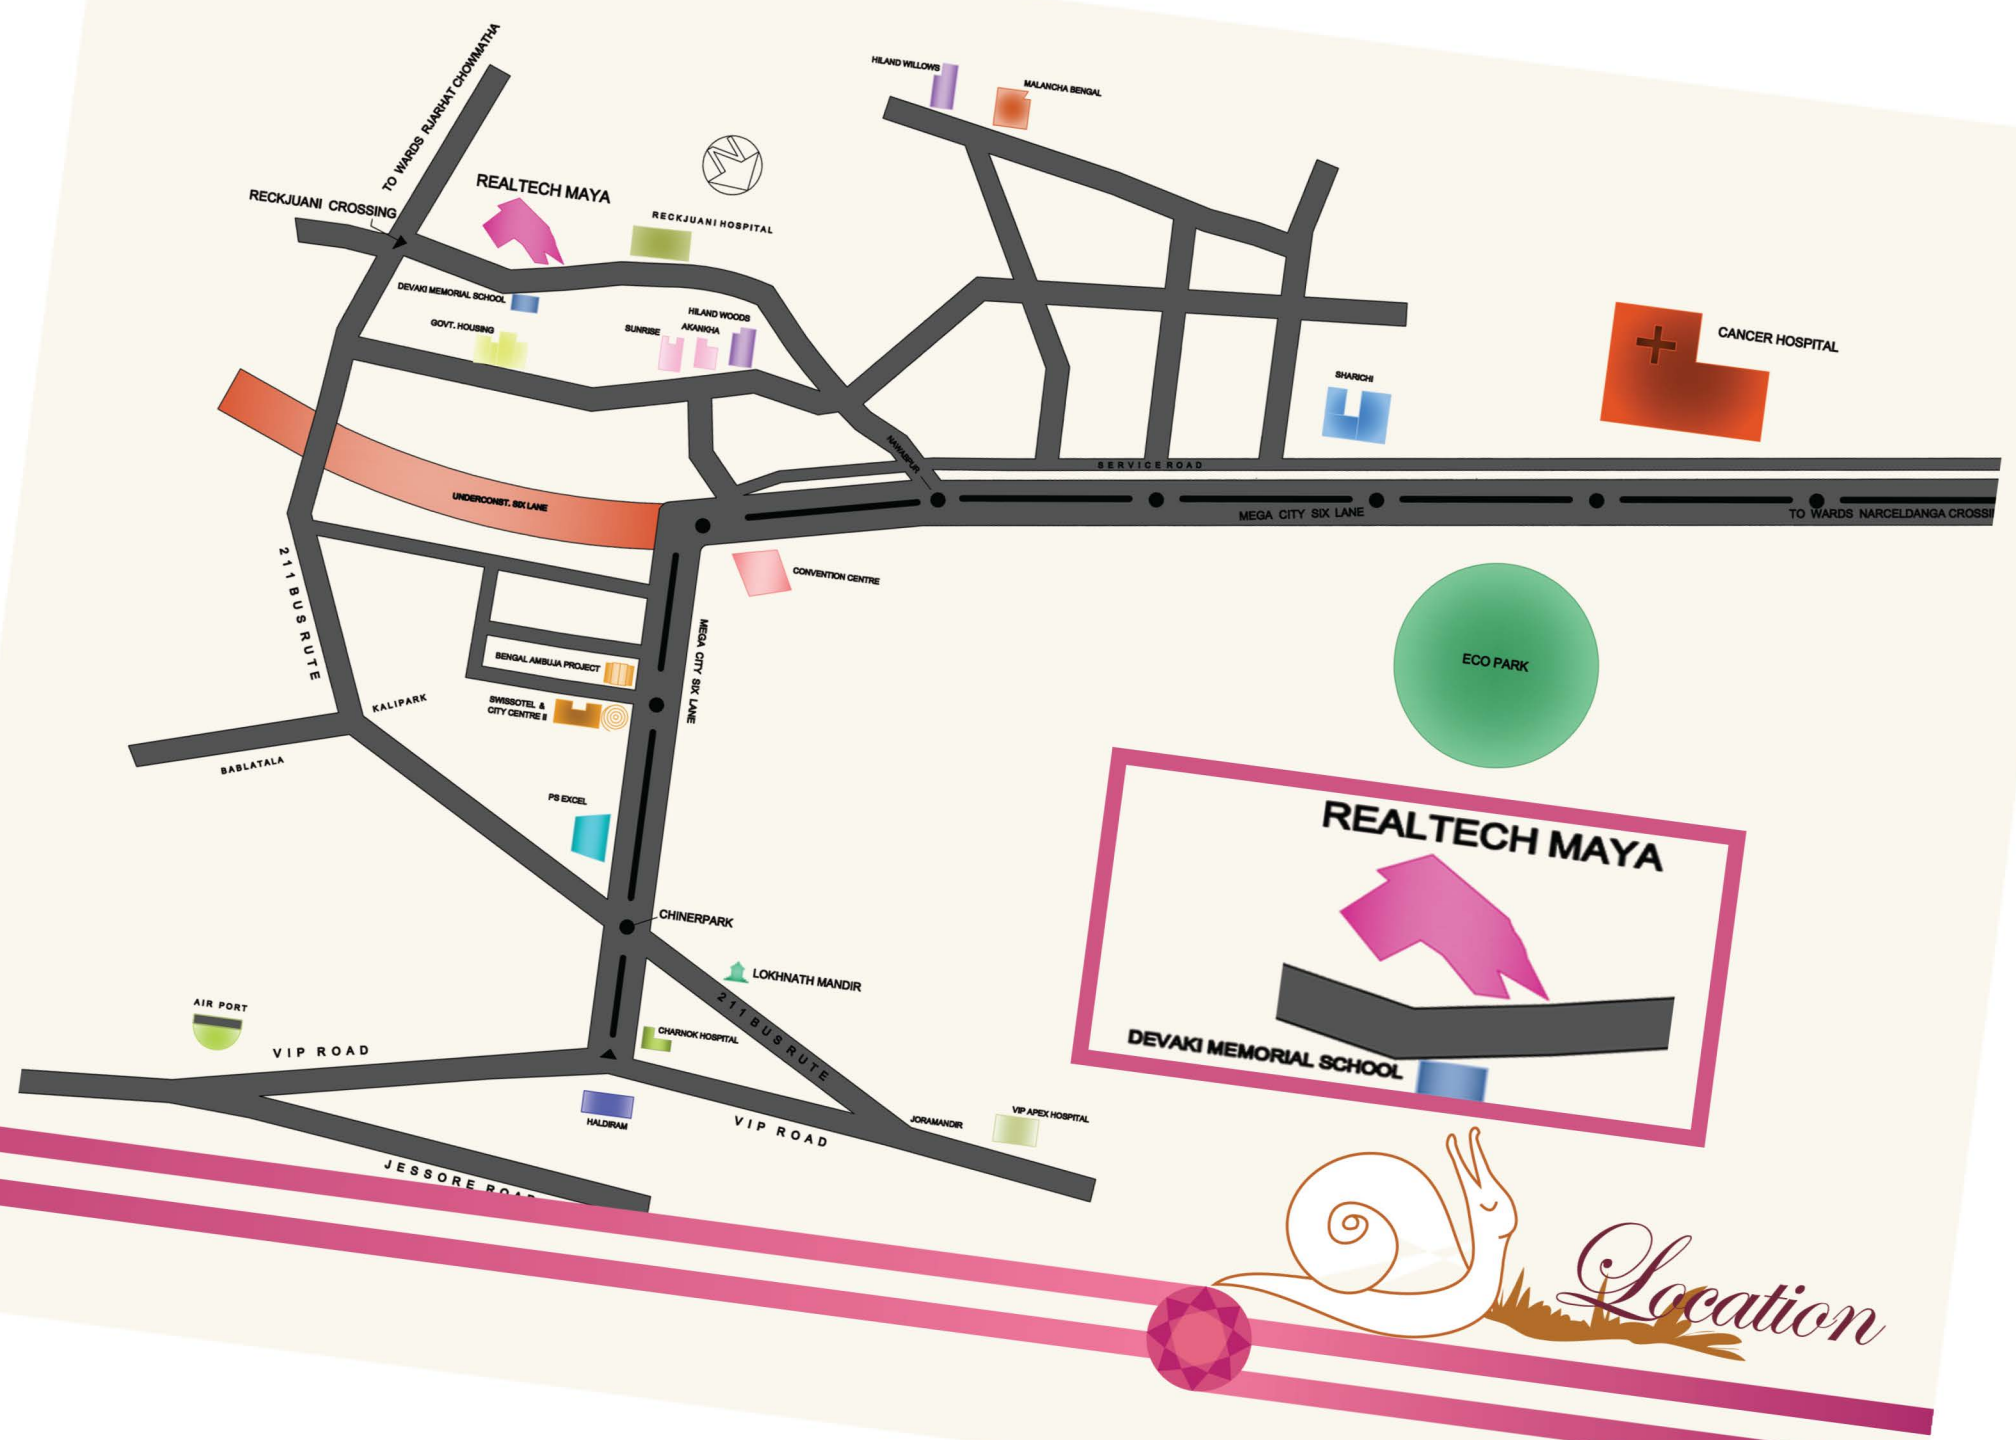 TO WARDS RJARHAT CHOWMATHA
HILAND WILLOWS
MALANCHA BENGAL
RECKJUANI CROSSING
REALTECH MAYA
N
RECKJUANI HOSPITAL
DEVAKI MEMORIAL SCHOOL
GOVT. HOUSING
SUNRISE
AKANKHA
HILAND WOODS
CANCER HOSPITAL
SHARICHI
NAWABPUR
SERVICE ROAD
UNDERCONST. SIX LANE
MEGA CITY SIX LANE
TO WARDS NARCELDANGA CROSSI
211 BUS RUTE
CONVENTION CENTRE
MEGA CITY SIX LANE
ECO PARK
BENGAL AMBUJA PROJECT
SWISSOTEL &
CITY CENTRE II
KALIPARK
BABLATALA
PS EXCEL
CHINERPARK
LOKHNATH MANDIR
211 BUS RUTE
REALTECH MAYA
DEVAKI MEMORIAL SCHOOL
AIR PORT
VIP ROAD
CHARNOK HOSPITAL
HALDIRAM
VIP ROAD
JORAMANDIR
VIP APEX HOSPITAL
JESSORE ROAD
Location